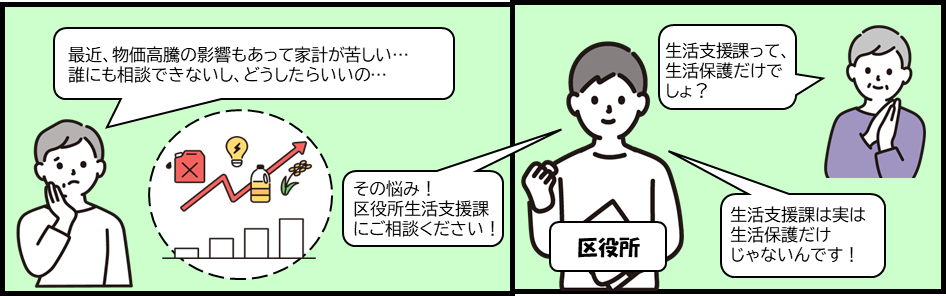 最近、物価高騰の影響もあって家計が苦しい…
誰にも相談できないし、どうしたらいいの…
その悩み！
区役所生活支援課
にご相談ください！
生活支援課って、
生活保護だけで
しょ？
生活支援課は実は
生活保護だけ
じゃないんです！
区役所